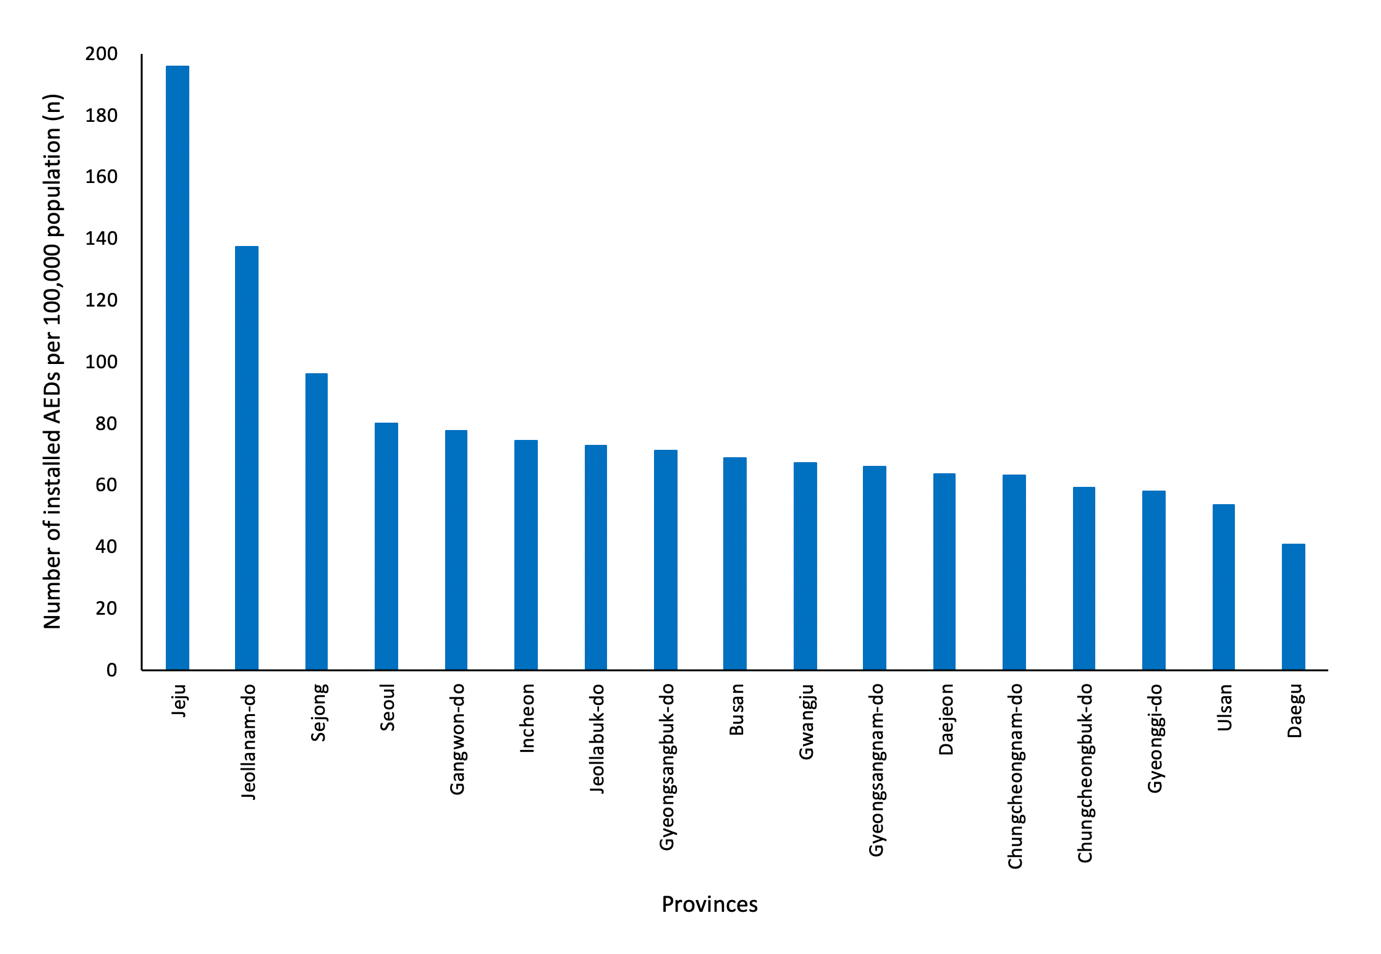 Number of installed AEDs per 100,000 population (n)
200
180
160
140
120
100
80
60
40
20
0
Jeju
Jeollanam-do
Sejong
Seoul
Gangwon-do
Incheon
Jeollabuk-do
Gyeongsangbuk-do
Busan
Gwangju
Gyeongsangnam-do
Daejeon
Chungcheongnam-do
Chungcheongbuk-do
Gyeonggi-do
Ulsan
Daegu
Provinces